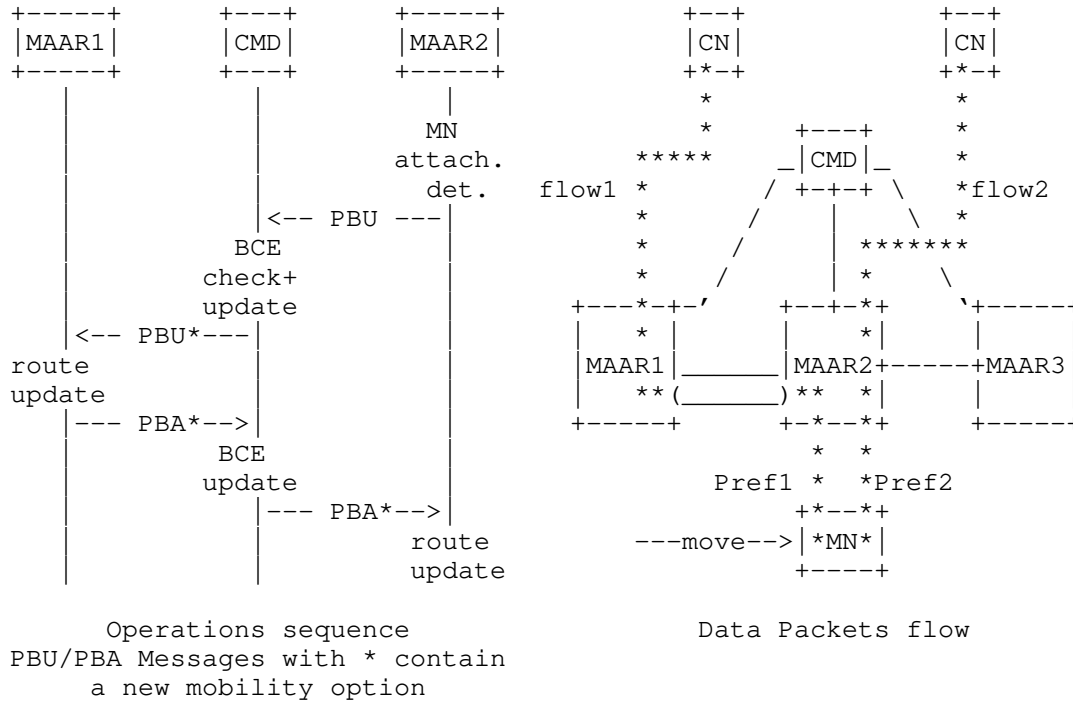 MAAR1 CMD MAAR2 CN CN
MN CMD
attach.
det. flow1 flow2
<-- PBU ---
BCE
check+
update
<-- PBU*---
route MAAR1 MAAR2 MAAR3
update
--- PBA*-->
BCE
update Pref1 Pref2
--- PBA*-->
route ---move--> *MN*
update
Operations sequence Data Packets flow
PBU/PBA Messages with * contain
a new mobility option